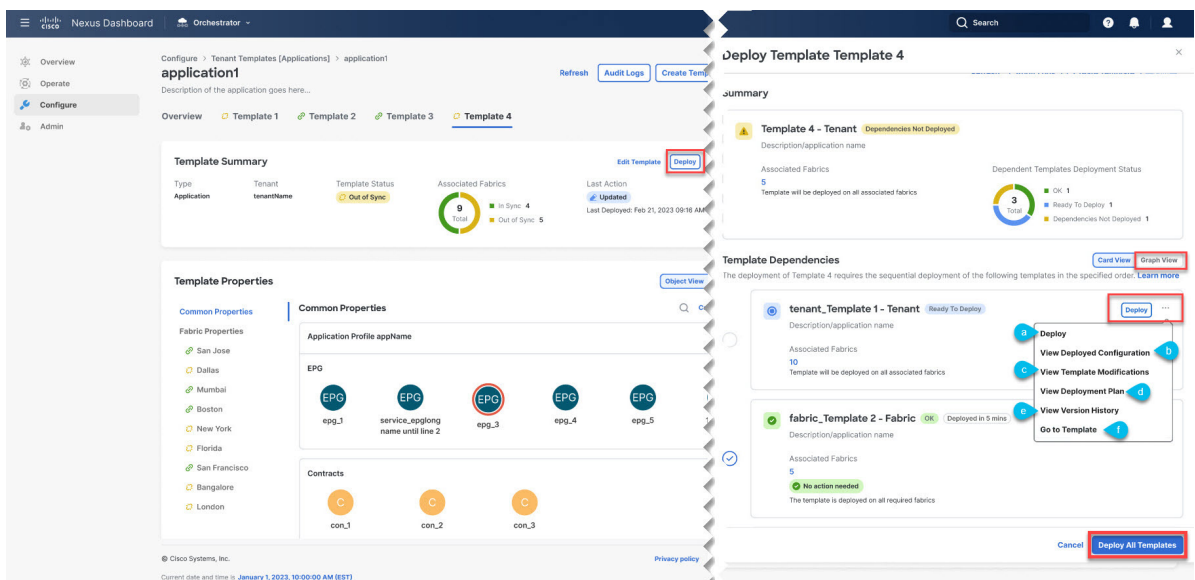 cisco Nexus Dashboard
Orchestrator
Overview
Operate
Configure
Admin
Configure > Tenant Templates [Applications] > application1
application1
Description of the application goes here...
Refresh Audit Logs Create
Overview Template 1 Template 2 Template 3 Template 4
Template Summary
Edit Template Deploy
Type Tenant Template Status Associated Fabrics Last Action
Application tenantName Out of Sync
9
Total
In Sync 4
Out of Sync 5
Updated
Last Deployed: Feb 21, 2023 09:16 AM
Template Properties
Object View
Common Properties
Fabric Properties
San Jose
Dallas
Mumbai
Boston
New York
Florida
San Francisco
Bangalore
London
Common Properties
Application Profile appName
EPG
EPG EPG EPG EPG EPG
epg_1 service_epglong epg_3 epg_4 epg_5
name until line 2
Contracts
C C C
con_1 con_2 con_3
© Cisco Systems, Inc.
Privacy policy
Current date and time is January 1, 2023, 10:00:00 AM (EST)
Search
Deploy Template Template 4
Summary
Template 4 - Tenant Dependencies Not Deployed
Description/application name
Associated Fabrics
5
Template will be deployed on all associated fabrics
Dependent Templates Deployment Status
3
Total
OK 1
Ready To Deploy 1
Dependencies Not Deployed 1
Template Dependencies
Card View Graph View
The deployment of Template 4 requires the sequential deployment of the following templates in the specified order. Learn more
tenant_Template 1 - Tenant Ready To Deploy
Deploy ...
Description/application name
Associated Fabrics
10
Template will be deployed on all associated fabrics
a Deploy
View Deployed Configuration b
c View Template Modifications
View Deployment Plan d
e View Version History
Go to Template f
fabric_Template 2 - Fabric OK Deployed in 5 mins
Description/application name
Associated Fabrics
5
No action needed
The template is deployed on all required fabrics
Cancel Deploy All Templates